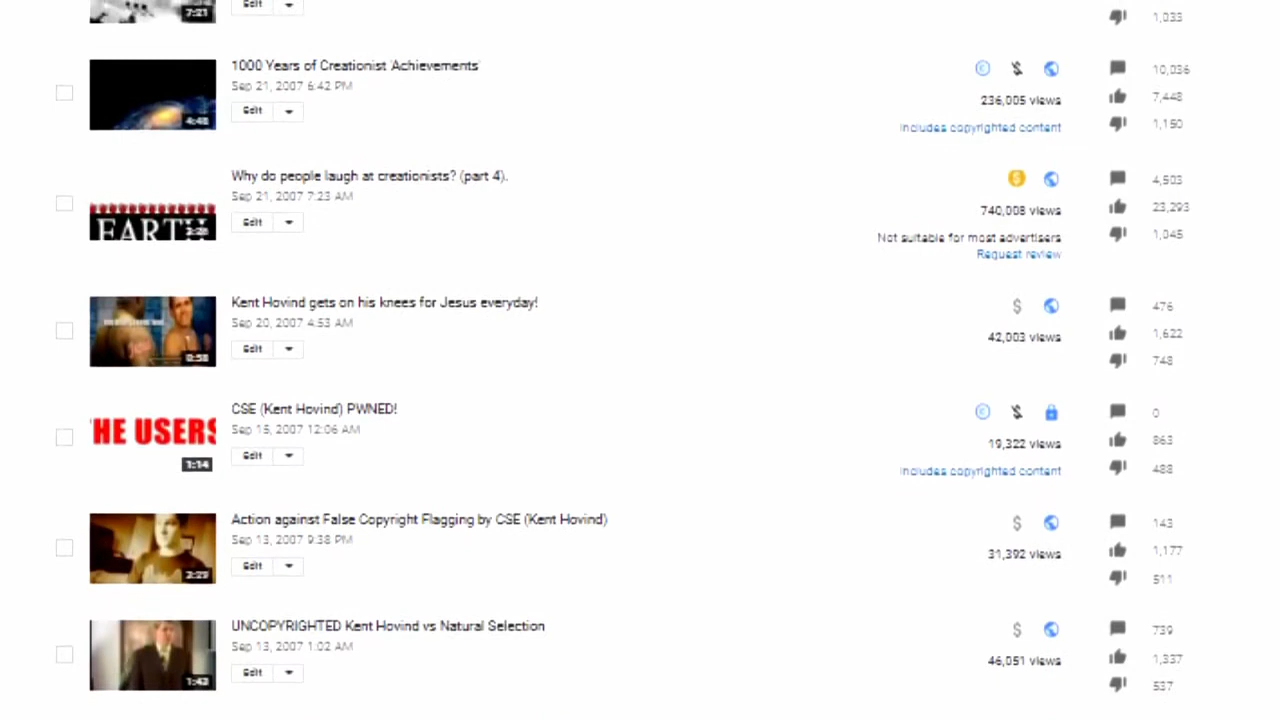 7:21
Edit
1,033
1000 Years of Creationist 'Achievements'
Sep 21, 2007 6:42 PM
Edit
4:48
236,005 views
Includes copyrighted content
10,036
7,448
1,150
Why do people laugh at creationists? (part 4).
Sep 21, 2007 7:23 AM
Edit
EARTH
740,008 views
Not suitable for most advertisers
Request review
4,503
23,293
1,045
Kent Hovind gets on his knees for Jesus everyday!
Sep 20, 2007 4:53 AM
Edit
0:58
42,003 views
476
1,622
748
CSE (Kent Hovind) PWNED!
Sep 15, 2007 12:06 AM
Edit
HE USERS
1:14
19,322 views
Includes copyrighted content
0
863
488
Action against False Copyright Flagging by CSE (Kent Hovind)
Sep 13, 2007 9:38 PM
Edit
31,392 views
143
1,177
511
UNCOPYRIGHTED Kent Hovind vs Natural Selection
Sep 13, 2007 1:02 AM
Edit
1:43
46,051 views
739
1,337
537